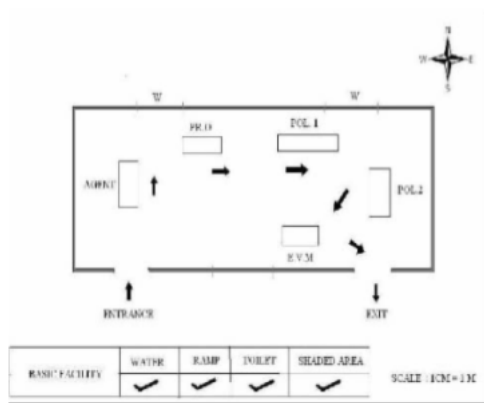 N
W E
S
W W
PR.O POL. 1
AGENT POL.2
E.V.M
ENTRANCE EXIT
BASIC FACILITY WATER RAMP TOILET SHADED AREA
SCALE : 1CM = 1 M